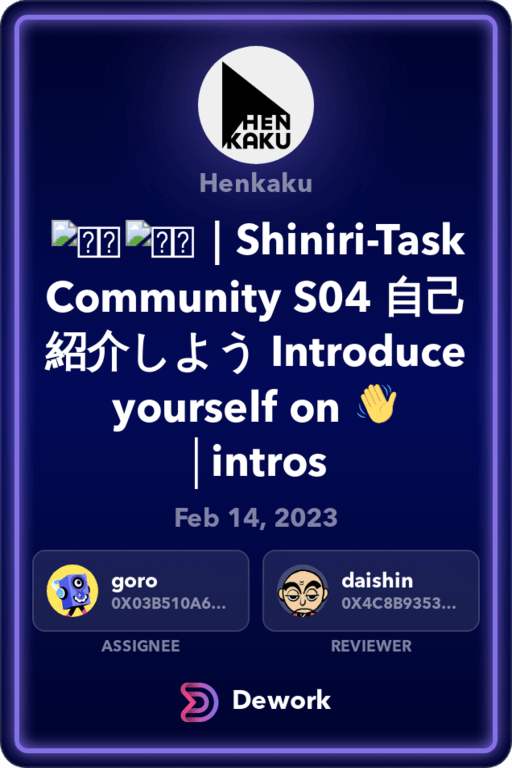 HEN
KAKU
Henkaku
| Shiniri-Task
Community S04 自己
紹介しよう Introduce
yourself on 👋
｜intros
Feb 14, 2023
goro
0X03B510A6...
daishin
0X4C8B9353...
ASSIGNEE
REVIEWER
Dework